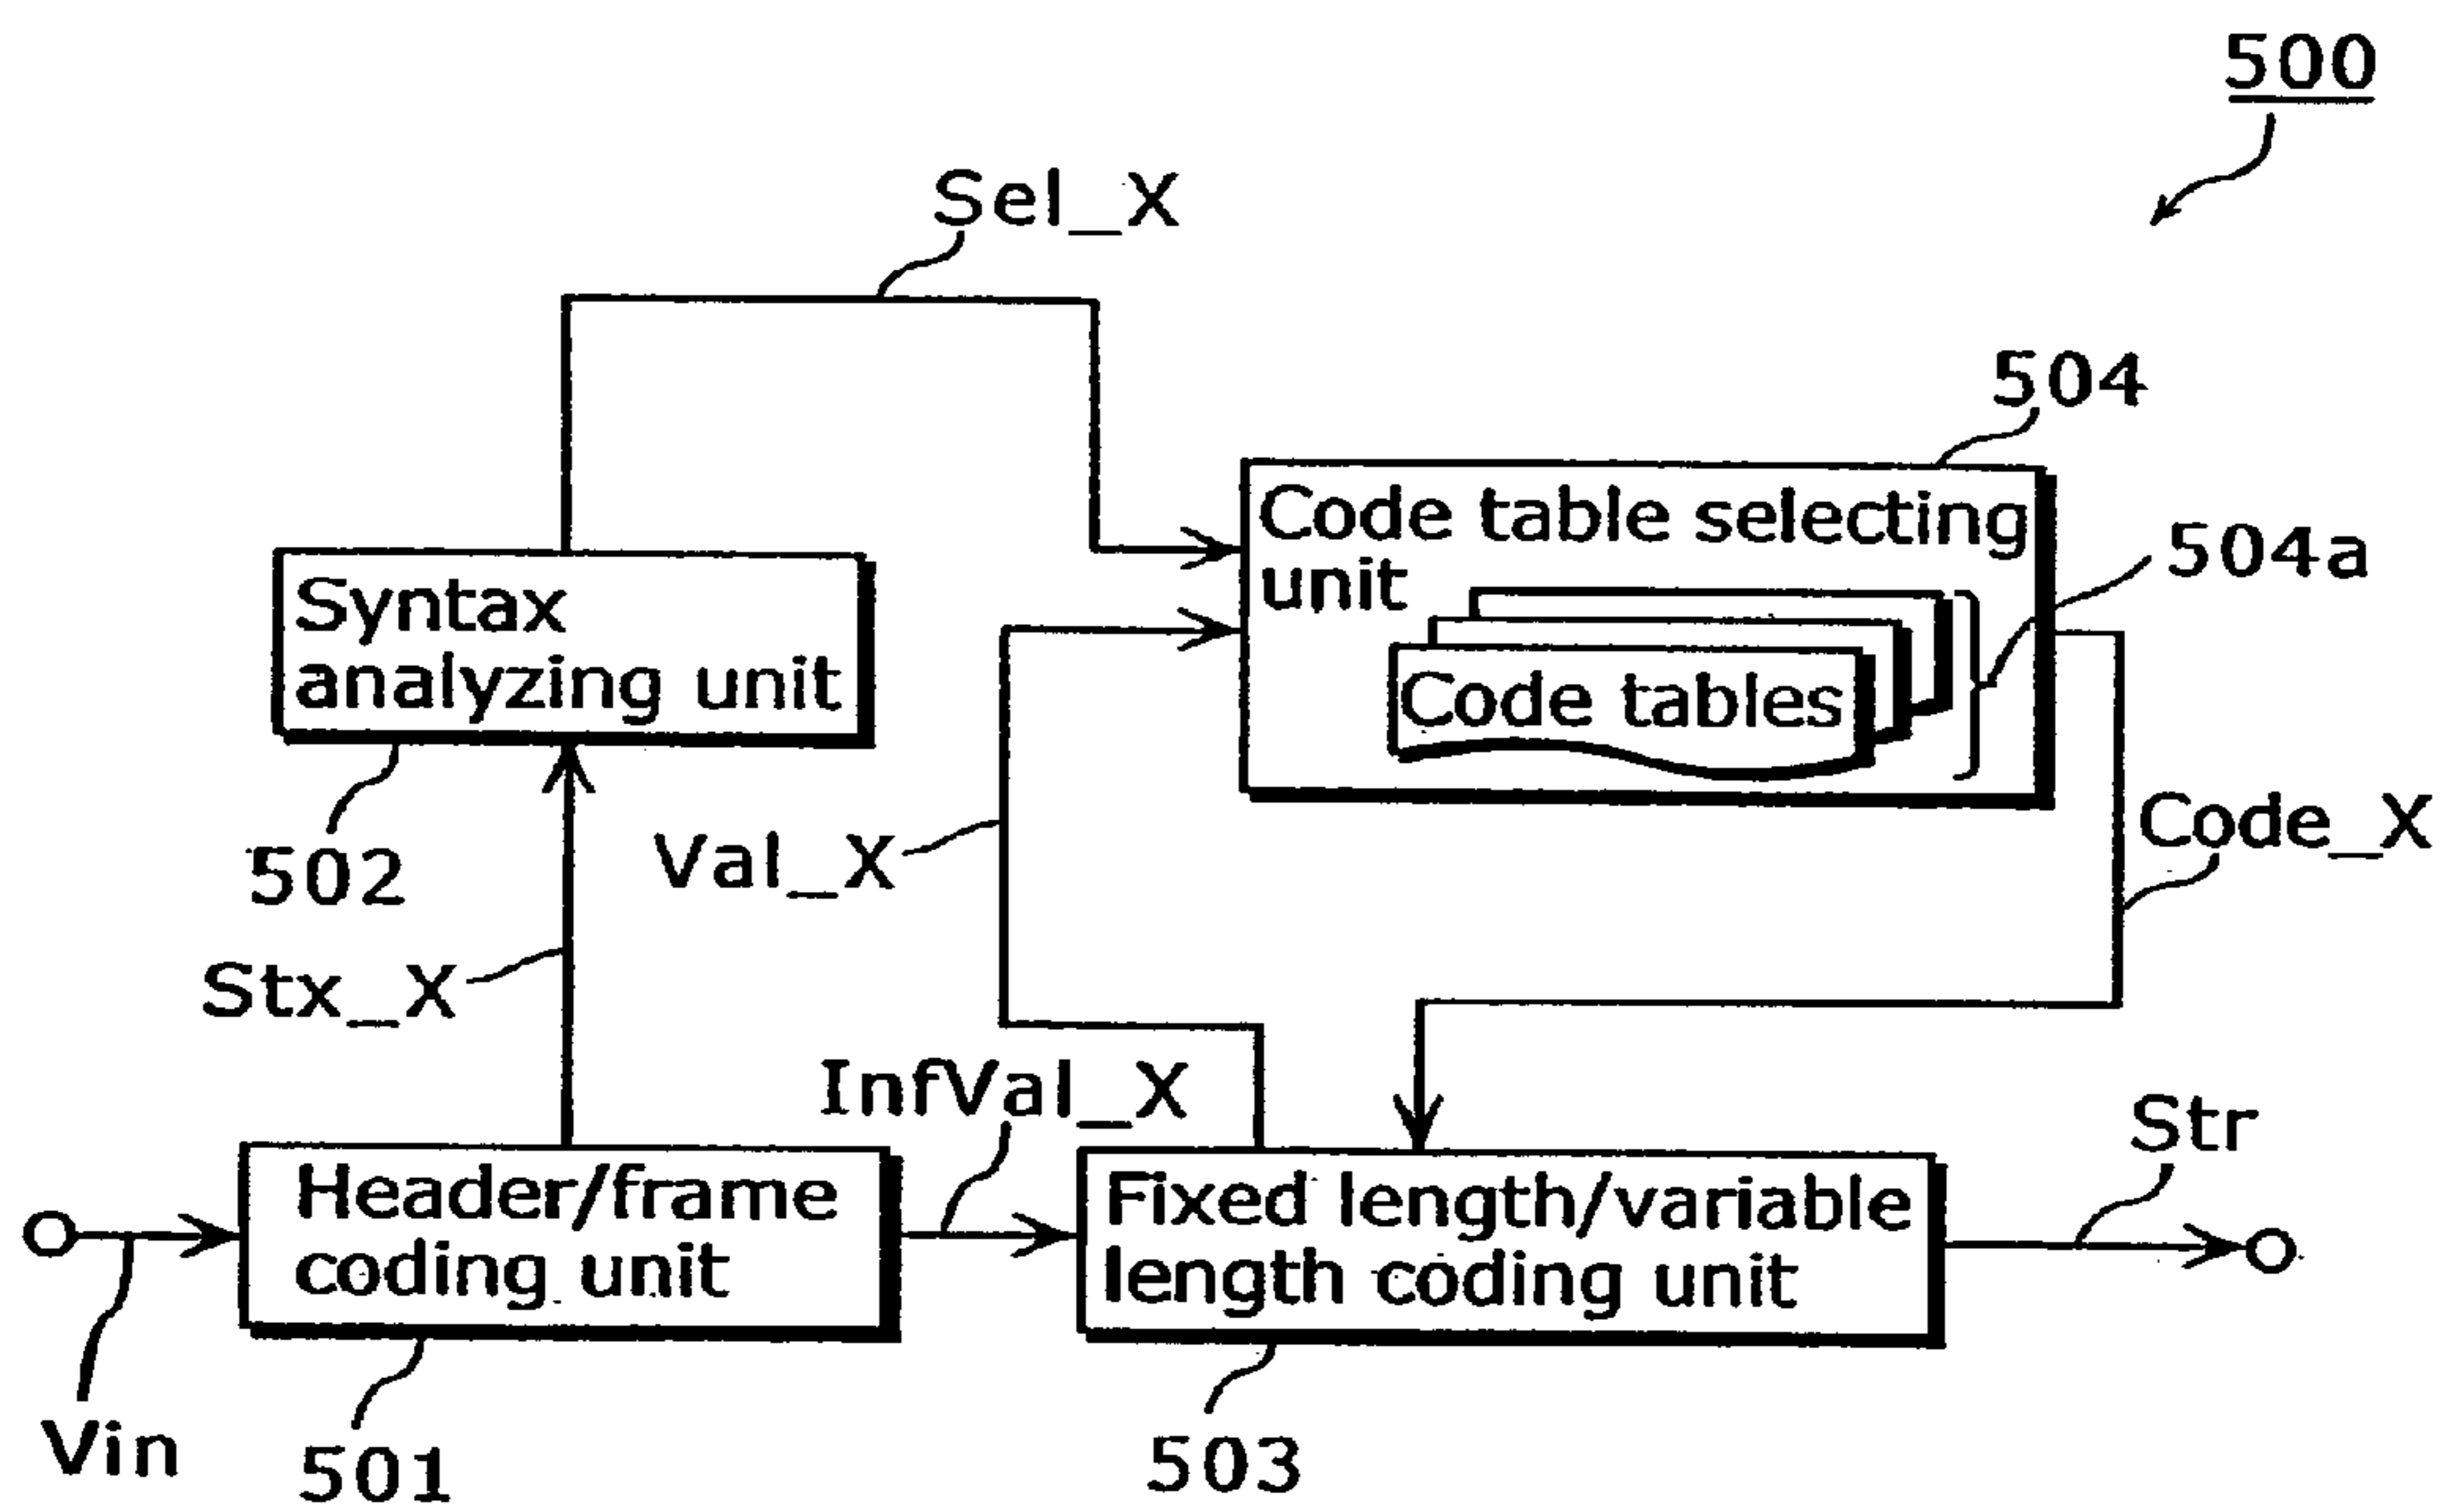 500
Sel_X
504
Code table selecting
unit
504a
Syntax
analyzing unit
Code tables
502
Val_X
Code_X
Stx_X
InfVal_X
Str
Header/frame
coding unit
Fixed length/variable
length coding unit
Vin
501
503